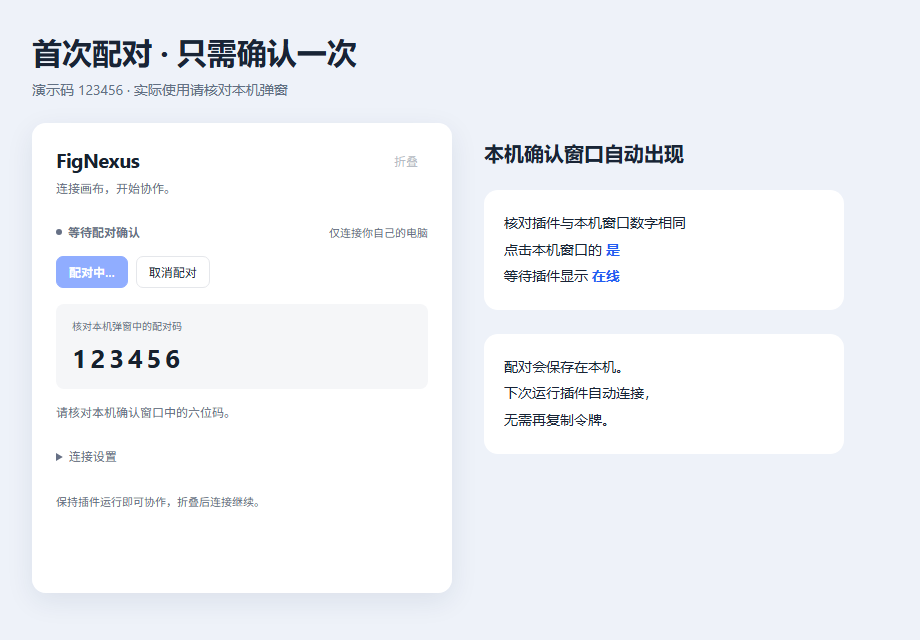 首次配对 · 只需确认一次
演示码 123456 · 实际使用请核对本机弹窗
FigNexus
折叠
连接画布，开始协作。
等待配对确认
仅连接你自己的电脑
配对中...
取消配对
核对本机弹窗中的配对码
123456
请核对本机确认窗口中的六位码。
连接设置
保持插件运行即可协作，折叠后连接继续。
本机确认窗口自动出现
核对插件与本机窗口数字相同
点击本机窗口的 是
等待插件显示 在线
配对会保存在本机。
下次运行插件自动连接，
无需再复制令牌。